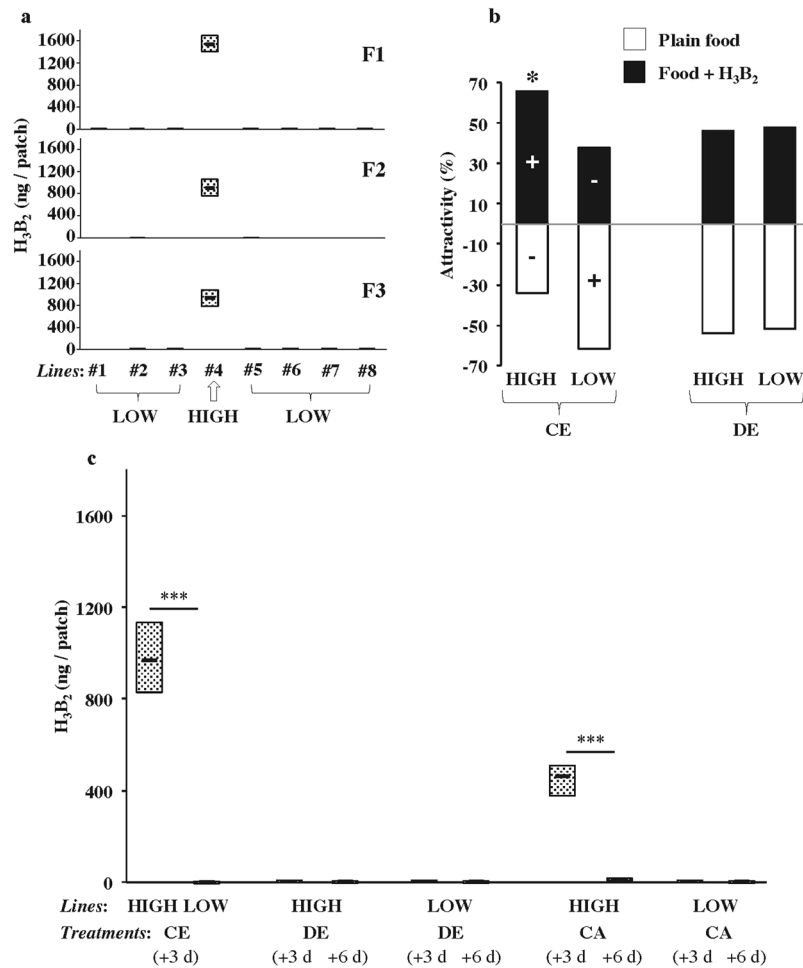 a
H₃B₂ (ng / patch)
1600
1200
800
400
0
F1
1600
1200
800
400
0
F2
1600
1200
800
400
0
F3
Lines: #1 #2 #3 #4 #5 #6 #7 #8
LOW HIGH LOW
b
Plain food
Food + H₃B₂
Attractivity (%)
70
50
30
10
-10
-30
-50
-70
*
+ -
- +
HIGH LOW HIGH LOW
CE DE
c
H₃B₂ (ng / patch)
1600
1200
800
400
0
***
***
Lines: HIGH LOW HIGH LOW HIGH LOW
Treatments: CE DE DE CA CA
(+3 d) (+3 d +6 d) (+3 d +6 d) (+3 d +6 d) (+3 d +6 d)